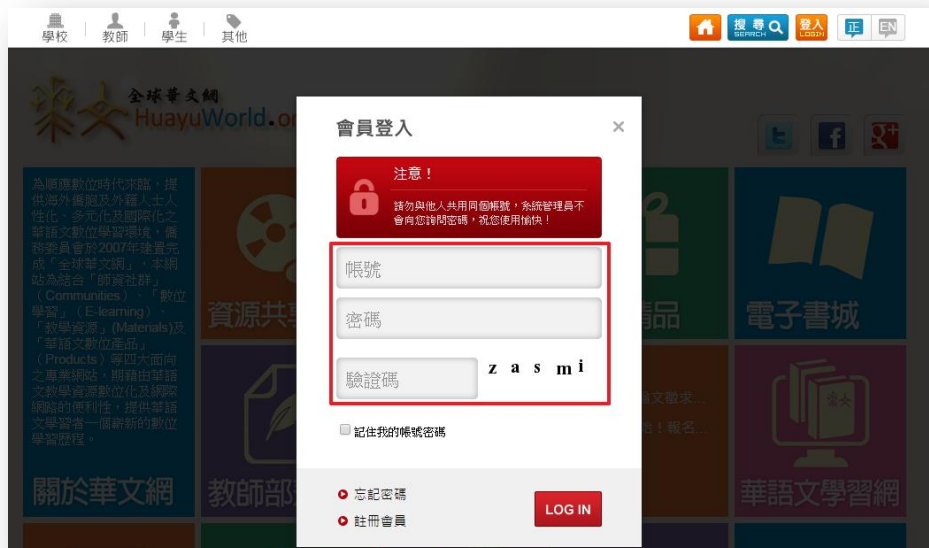 學校
教師
學生
其他
搜 尋
SEARCH
登入
LOGIN
正
EN
華文
全球華文網
HuayuWorld.or
為順應數位時代來臨，提
供海外僑胞及外籍人士人
性化、多元化及國際化之
華語文數位學習環境，僑
務委員會於2007年建置完
成「全球華文網」，本網
站為結合「師資社群」
（Communities）、「數位
學習」（E-learning）、
「教學資源」(Materials)及
「華語文數位產品」
（Products）等四大面向
之專業網站，期藉由華語
文教學資源數位化及網際
網路的便利性，提供華語
文學習者一個嶄新的數位
學習歷程。
關於華文網
資源共享
教師部
會員登入
×
注意！
請勿與他人共用同個帳號，系統管理員不
會向您詢問密碼，祝您使用愉快！
帳號
密碼
驗證碼
z a s m i
記住我的帳號密碼
忘記密碼
註冊會員
LOG IN
t
f
g+
品
電子書城
論文徵求...
！報名...
華文
華語文學習網